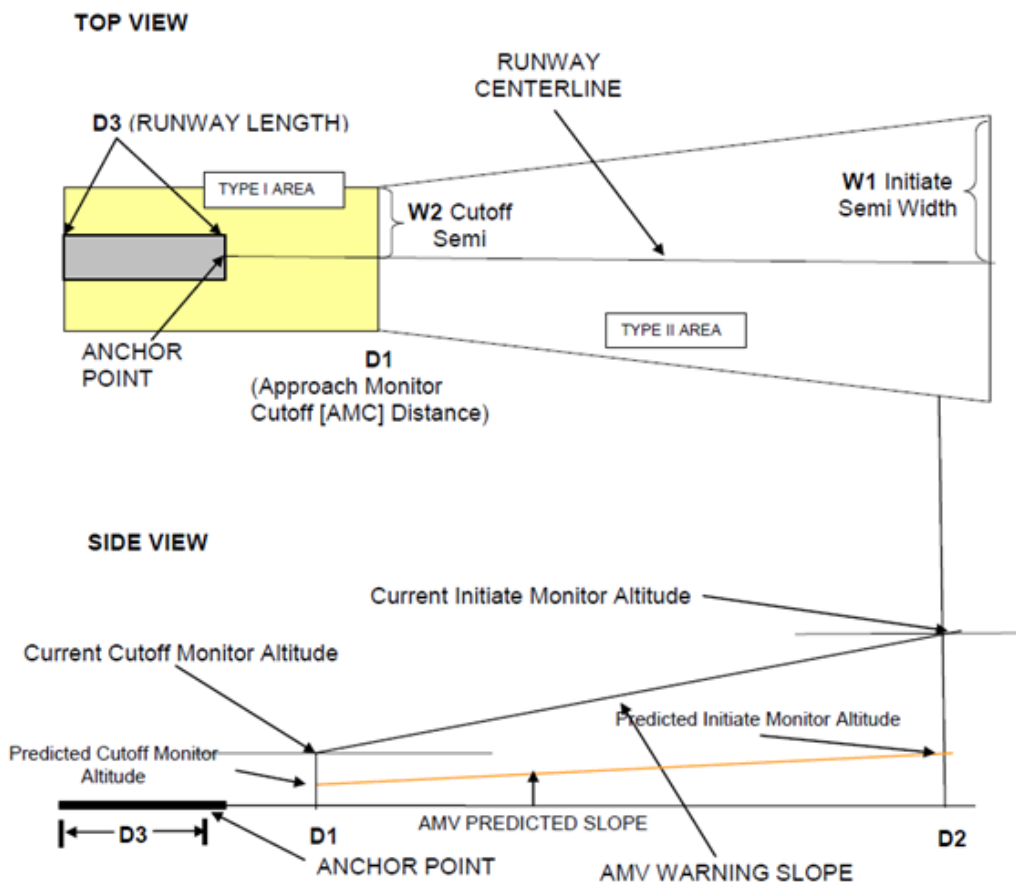 TOP VIEW
RUNWAY
CENTERLINE
D3 (RUNWAY LENGTH)
TYPE I AREA
W2 Cutoff
Semi
W1 Initiate
Semi Width
TYPE II AREA
ANCHOR
POINT
D1
(Approach Monitor
Cutoff [AMC] Distance)
SIDE VIEW
Current Initiate Monitor Altitude
Current Cutoff Monitor Altitude
Predicted Initiate Monitor Altitude
Predicted Cutoff Monitor
Altitude
D3
D1
AMV PREDICTED SLOPE
D2
ANCHOR POINT
AMV WARNING SLOPE